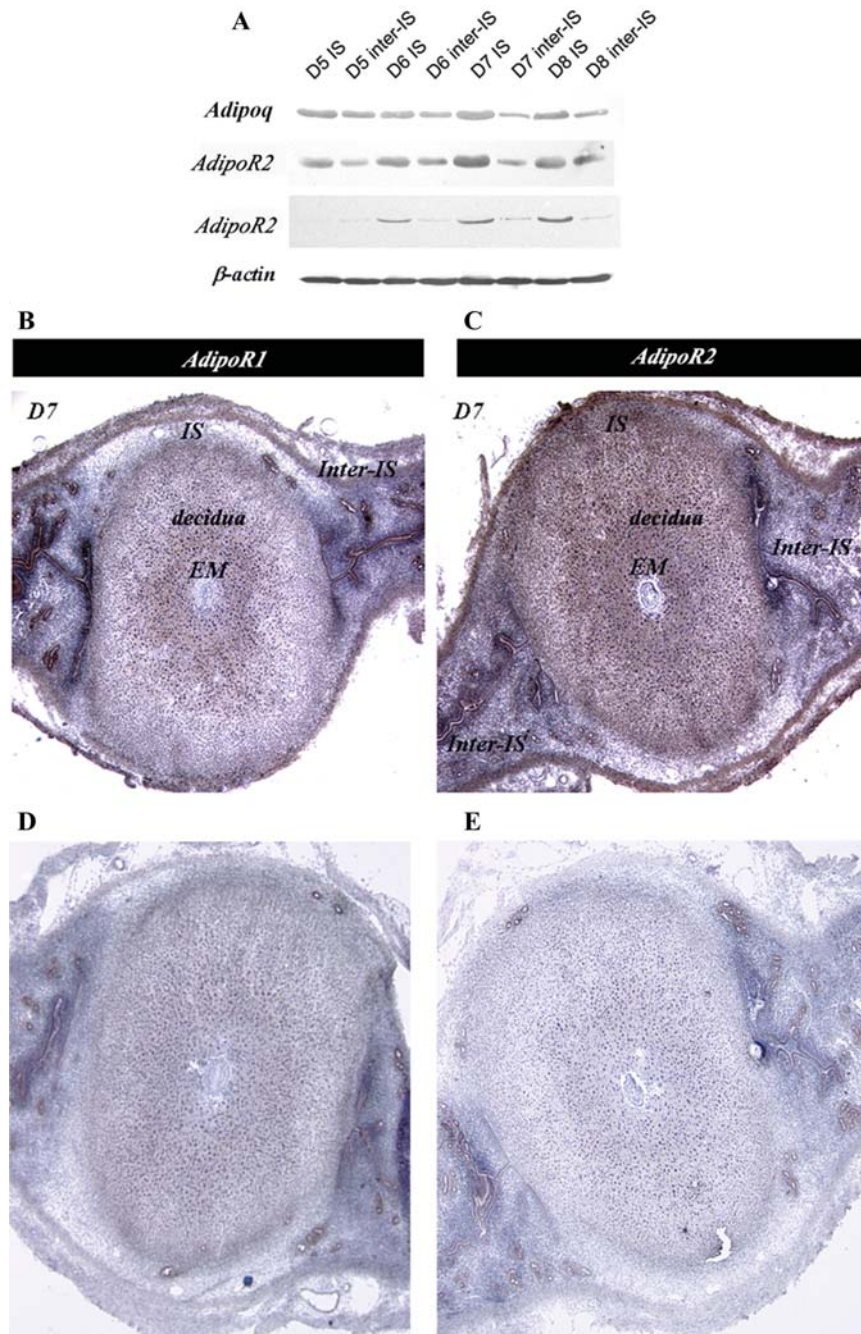 A
D5 IS D5 inter-IS D6 IS D6 inter-IS D7 IS D7 inter-IS D8 IS D8 inter-IS
Adipoq
AdipoR2
AdipoR2
β-actin
B C
AdipoR1 AdipoR2
D7 D7
IS IS
Inter-IS
decidua decidua
Inter-IS
EM EM
Inter-IS
D E